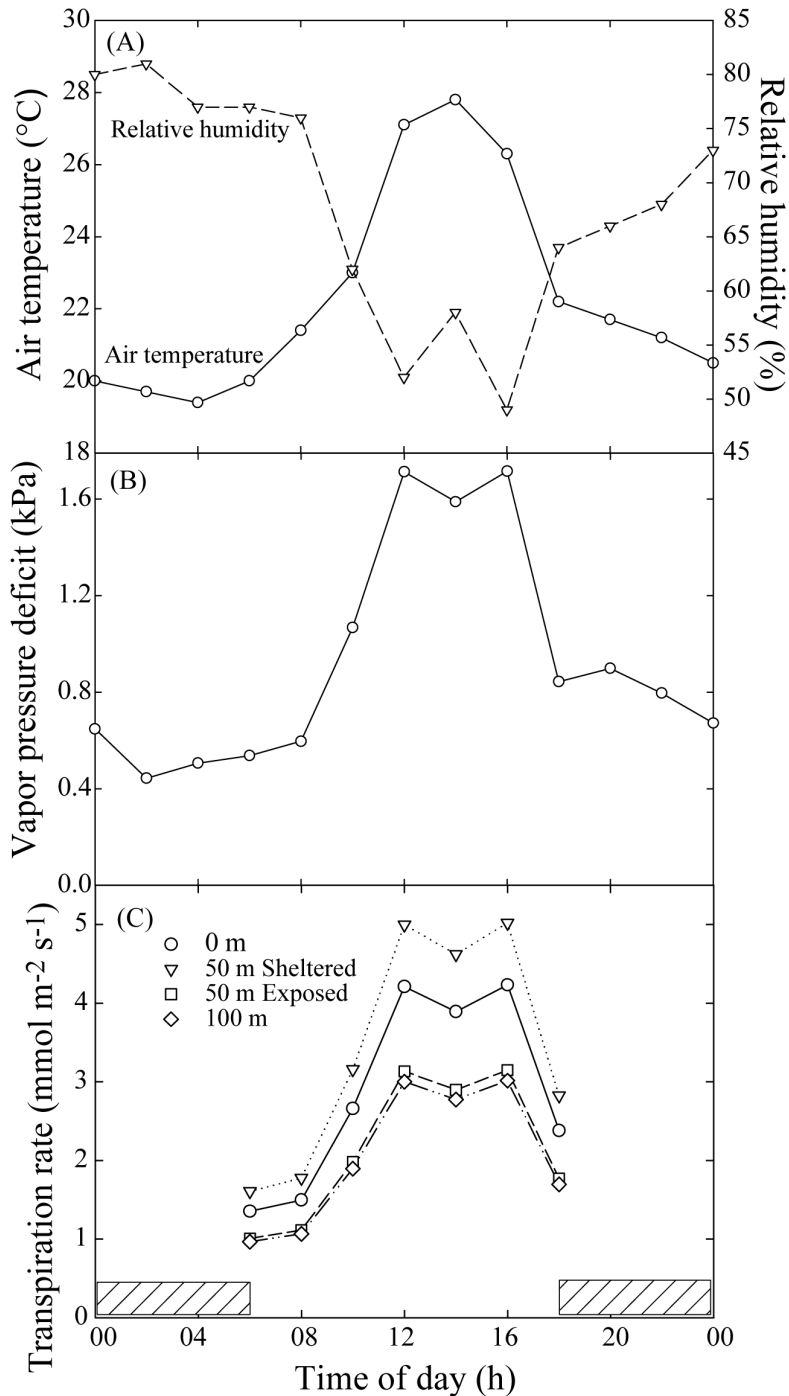 (A)
30
28
26
24
22
20
18
Air temperature (°C)
85
80
75
70
65
60
55
50
45
Relative humidity (%)
Relative humidity
Air temperature
(B)
1.6
1.2
0.8
0.4
0.0
Vapor pressure deficit (kPa)
(C)
0 m
50 m Sheltered
50 m Exposed
100 m
5
4
3
2
1
0
Transpiration rate (mmol m-2 s-1)
00 04 08 12 16 20 00
Time of day (h)